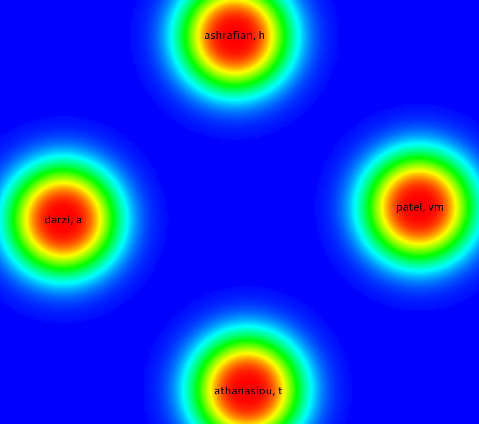 ashrafian, h
patel, vm
darzi, a
athanasiou, t